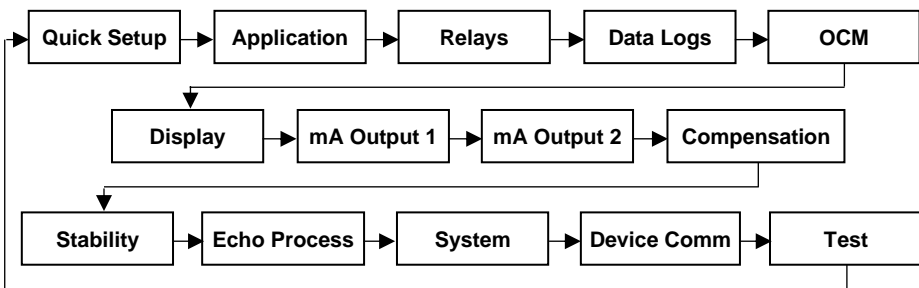 Quick Setup
Application
Relays
Data Logs
OCM
Display
mA Output 1
mA Output 2
Compensation
Stability
Echo Process
System
Device Comm
Test